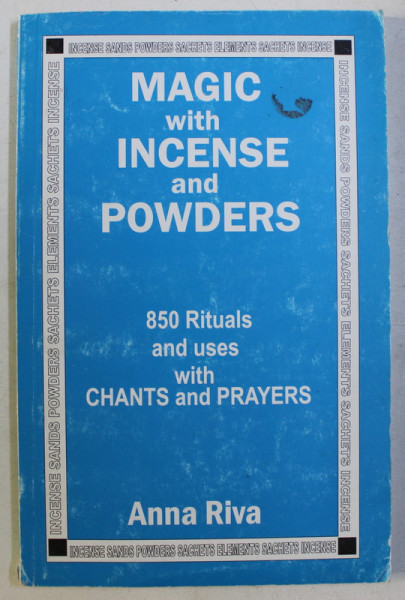 INCENSE SANDS POWDERS SACHETS ELEMENTS SACHETS INCENSE
MAGIC
with
INCENSE
and
POWDERS
850 Rituals
and uses
with
CHANTS and PRAYERS
Anna Riva
INCENSE SANDS POWDERS SACHETS ELEMENTS SACHETS INCENSE
INCENSE SANDS POWDERS SACHETS ELEMENTS SACHETS INCENSE
INCENSE SANDS POWDERS SACHETS ELEMENTS SACHETS INCENSE